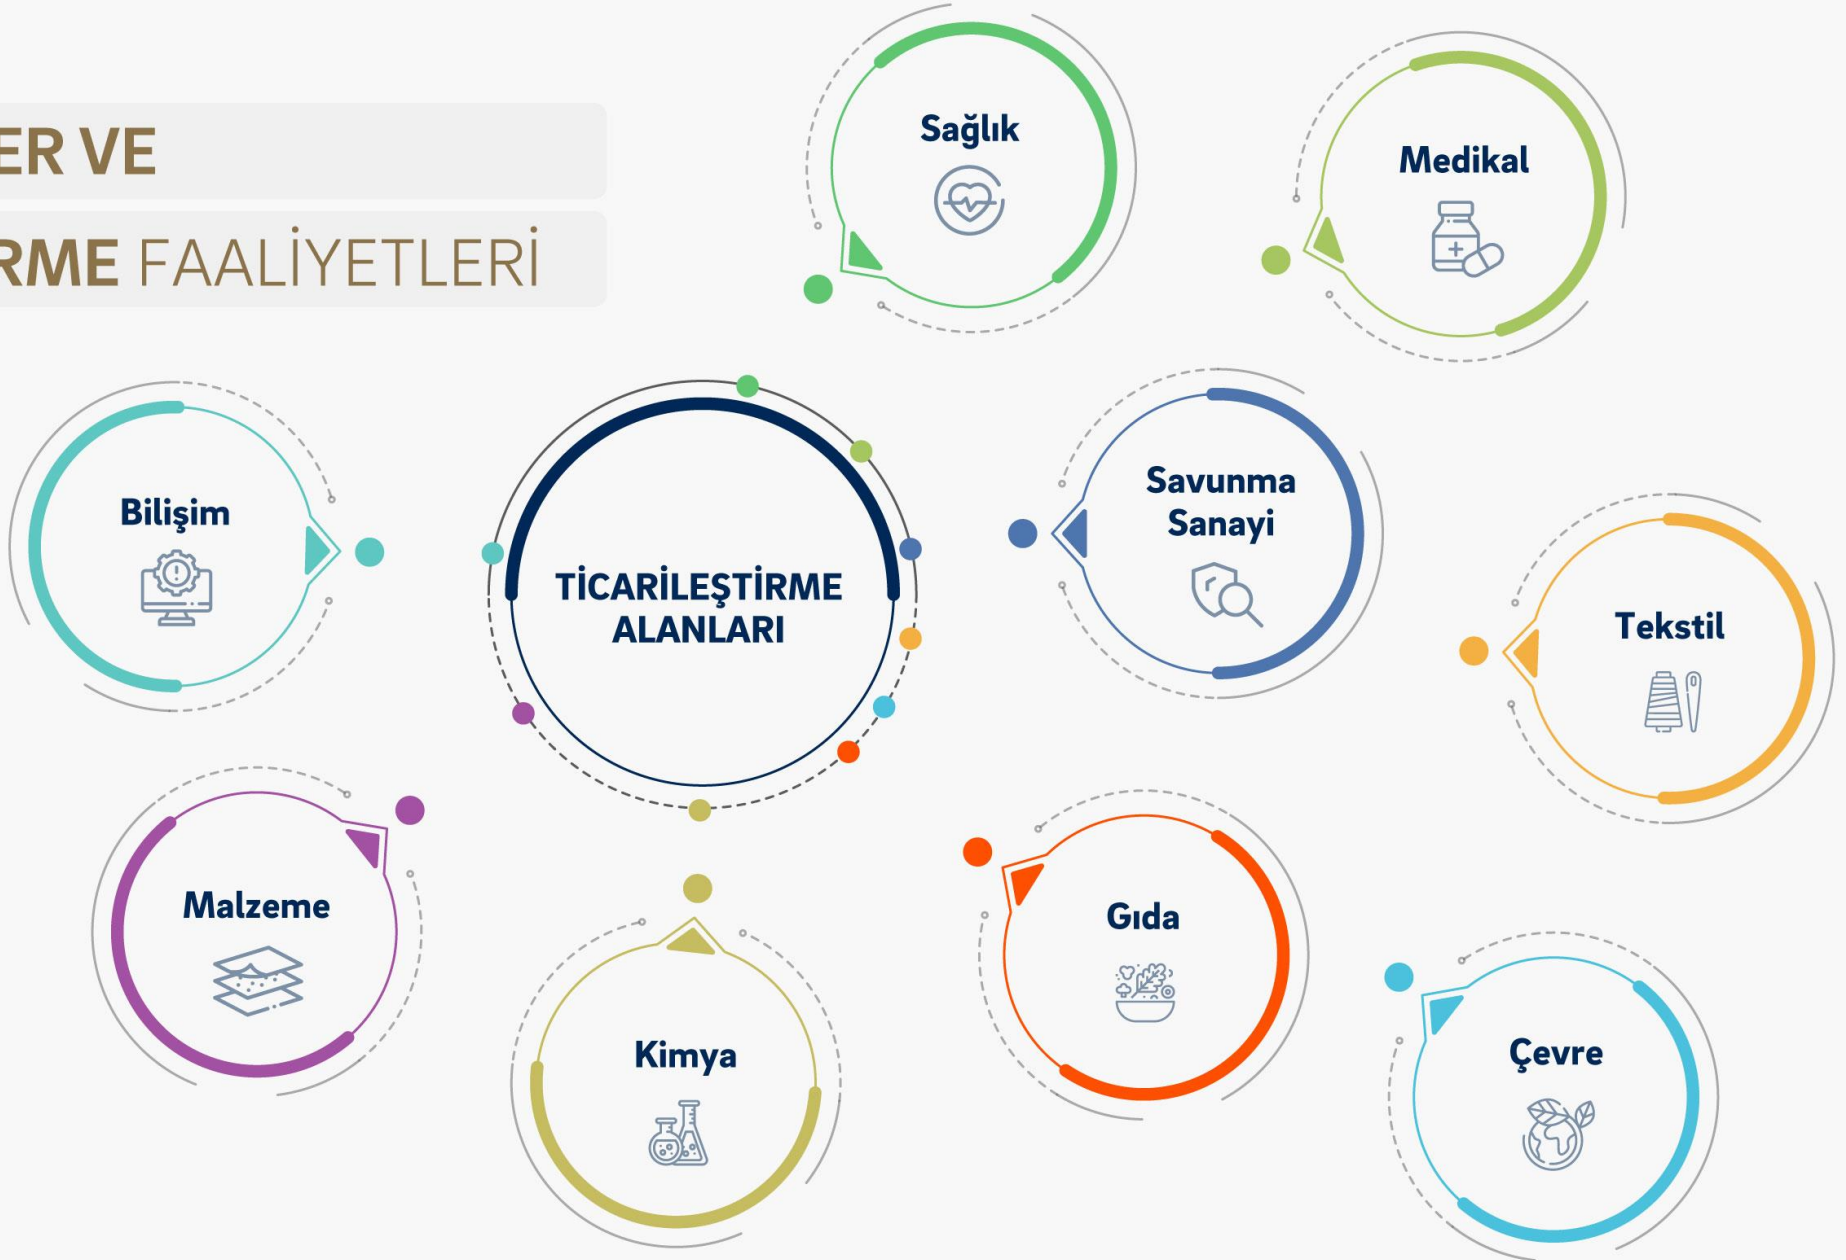 ER VE
RME FAALİYETLERİ
Sağlık
Medikal
Bilişim
TİCARİLEŞTİRME
ALANLARI
Savunma
Sanayi
Tekstil
Malzeme
Kimya
Gıda
Çevre